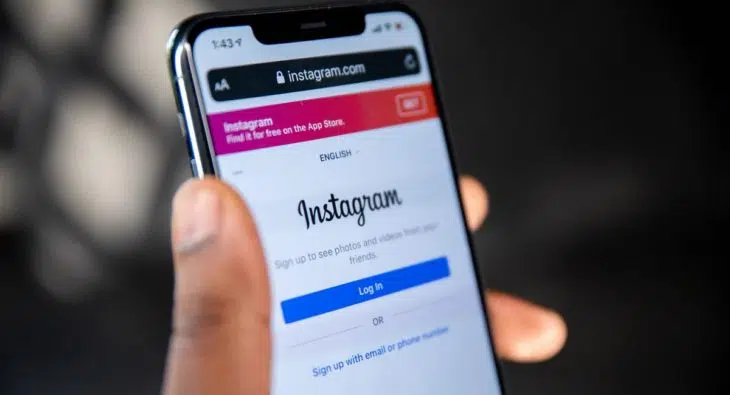 1:43
AA instagram.com
Instagram
Find it for free on the App Store.
GET
ENGLISH
Instagram
Sign up to see photos and videos from your
friends.
Log In
OR
Sign up with email or phone number